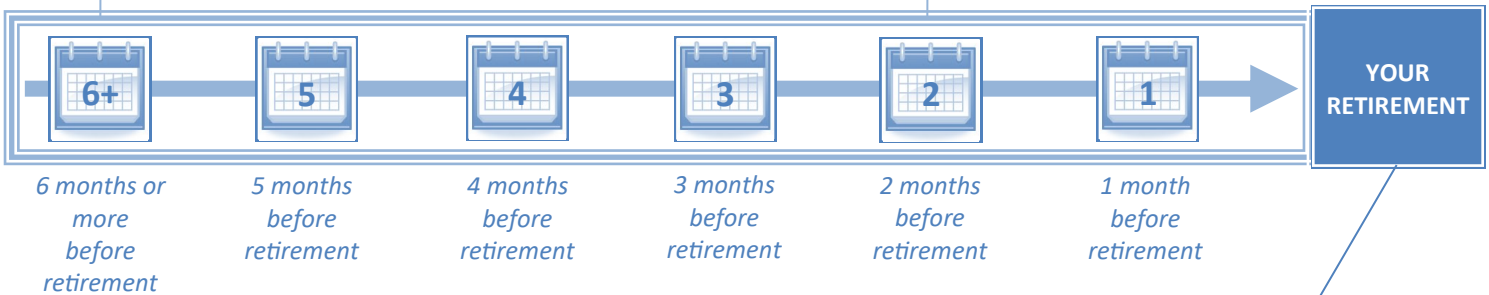 6+
5
4
3
2
1
YOUR
RETIREMENT
6 months or
more
before
retirement
5 months
before
retirement
4 months
before
retirement
3 months
before
retirement
2 months
before
retirement
1 month
before
retirement